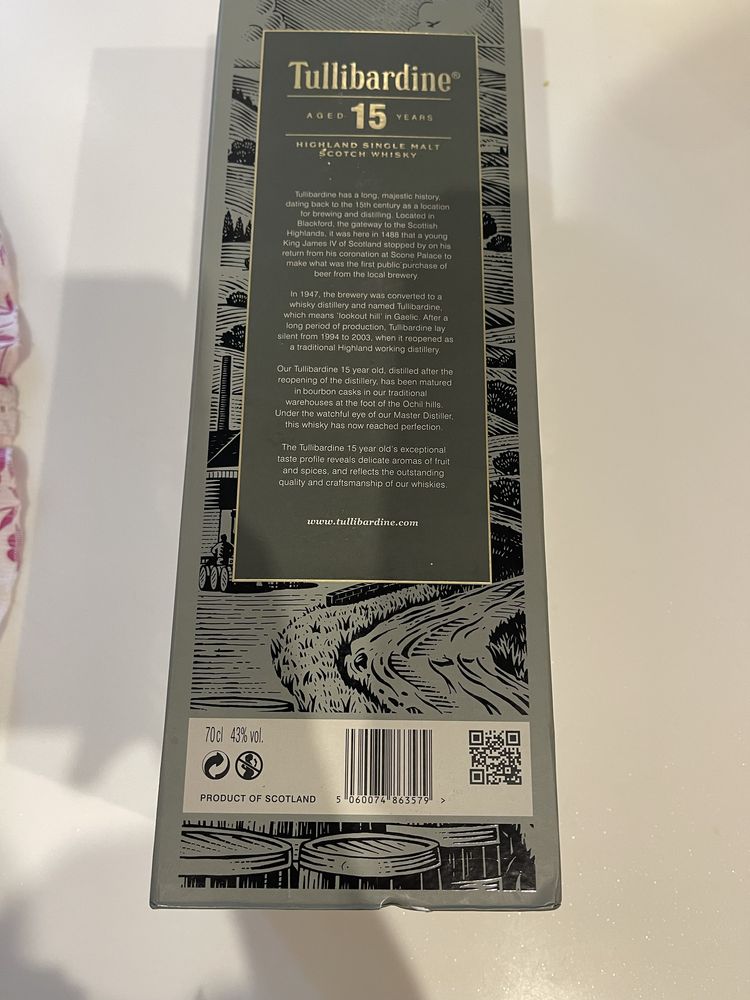 Tullibardine®
AGED 15 YEARS
HIGHLAND SINGLE MALT
SCOTCH WHISKY
Tullibardine has a long, majestic history,
dating back to the 15th century as a location
for brewing and distilling. Located in
Blackford, the gateway to the Scottish
Highlands, it was here in 1488 that a young
King James IV of Scotland stopped by on his
return from his coronation at Scone Palace to
make what was the first public purchase of
beer from the local brewery.
In 1947, the brewery was converted to a
whisky distillery and named Tullibardine,
which means 'lookout hill' in Gaelic. After a
long period of production, Tullibardine lay
silent from 1994 to 2003, when it reopened as
a traditional Highland working distillery.
Our Tullibardine 15 year old, distilled after the
reopening of the distillery, has been matured
in bourbon casks in our traditional
warehouses at the foot of the Ochil hills.
Under the watchful eye of our Master Distiller,
this whisky has now reached perfection.
The Tullibardine 15 year old's exceptional
taste profile reveals delicate aromas of fruit
and spices, and reflects the outstanding
quality and craftsmanship of our whiskies.
www.tullibardine.com
70cl 43% vol.
PRODUCT OF SCOTLAND
5 060074 863579 >